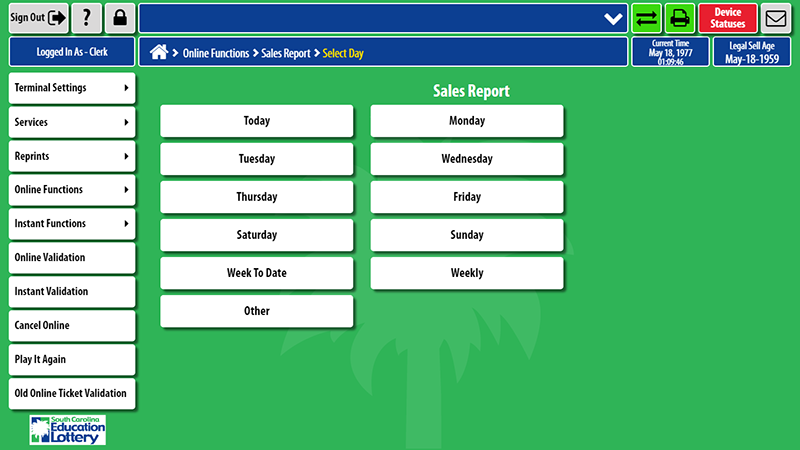 Sign Out
?
Device
Statuses
Logged In As - Clerk
Online Functions
Sales Report
Select Day
Current Time
May 18, 1977
01:09:46
Legal Sell Age
May-18-1959
Terminal Settings
Services
Reprints
Online Functions
Instant Functions
Online Validation
Instant Validation
Cancel Online
Play It Again
Old Online Ticket Validation
Sales Report
Today
Monday
Tuesday
Wednesday
Thursday
Friday
Saturday
Sunday
Week To Date
Weekly
Other
South Carolina
Education
Lottery